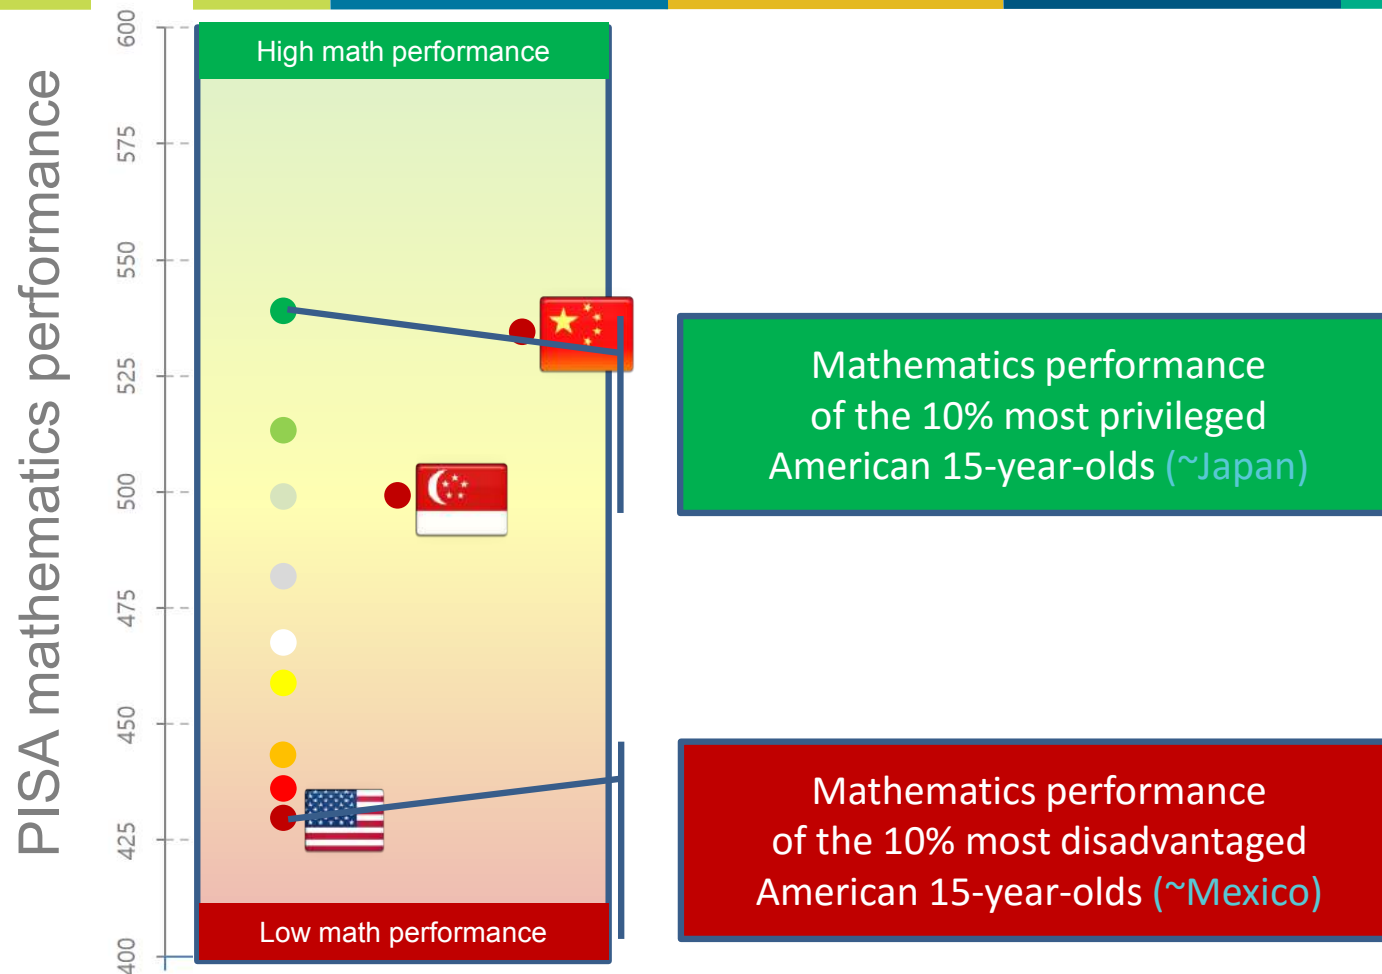 PISA mathematics performance
600
575
550
525
500
475
450
425
400
High math performance
Low math performance
Mathematics performance
of the 10% most privileged
American 15-year-olds (~Japan)
Mathematics performance
of the 10% most disadvantaged
American 15-year-olds (~Mexico)